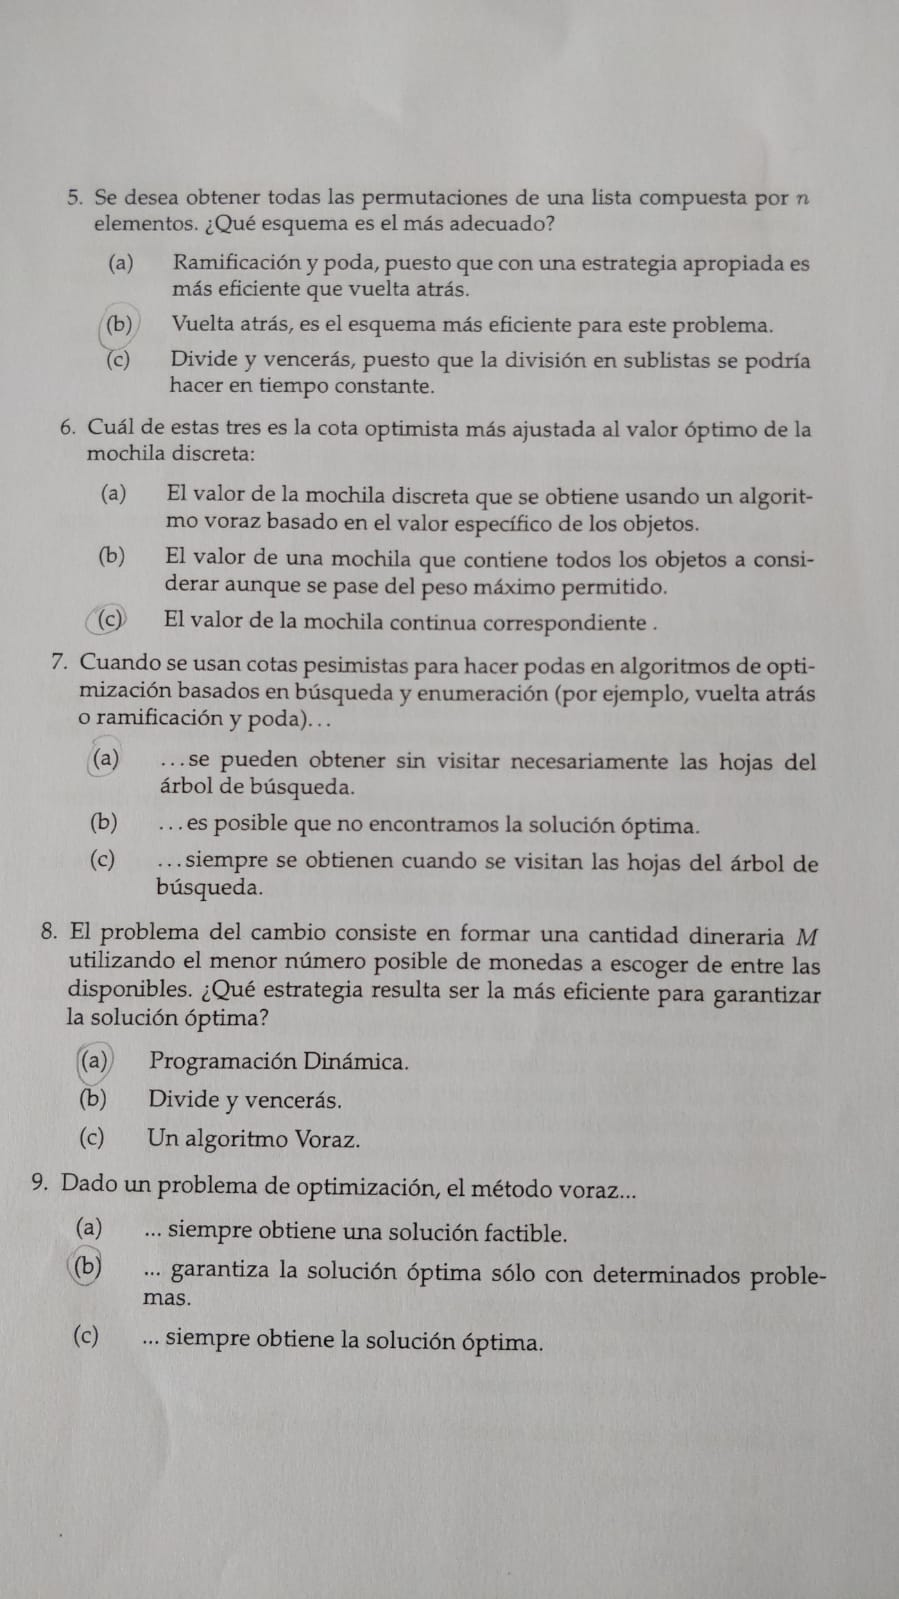 5. Se desea obtener todas las permutaciones de una lista compuesta por n
elementos. ¿Qué esquema es el más adecuado?
(a) Ramificación y poda, puesto que con una estrategia apropiada es
más eficiente que vuelta atrás.
(b) Vuelta atrás, es el esquema más eficiente para este problema.
(c) Divide y vencerás, puesto que la división en sublistas se podría
hacer en tiempo constante.
6. Cuál de estas tres es la cota optimista más ajustada al valor óptimo de la
mochila discreta:
(a) El valor de la mochila discreta que se obtiene usando un algorit-
mo voraz basado en el valor específico de los objetos.
(b) El valor de una mochila que contiene todos los objetos a consi-
derar aunque se pase del peso máximo permitido.
(c) El valor de la mochila continua correspondiente .
7. Cuando se usan cotas pesimistas para hacer podas en algoritmos de opti-
mización basados en búsqueda y enumeración (por ejemplo, vuelta atrás
o ramificación y poda)...
(a) ...se pueden obtener sin visitar necesariamente las hojas del
árbol de búsqueda.
(b) ...es posible que no encontramos la solución óptima.
(c) ...siempre se obtienen cuando se visitan las hojas del árbol de
búsqueda.
8. El problema del cambio consiste en formar una cantidad dineraria M
utilizando el menor número posible de monedas a escoger de entre las
disponibles. ¿Qué estrategia resulta ser la más eficiente para garantizar
la solución óptima?
(a) Programación Dinámica.
(b) Divide y vencerás.
(c) Un algoritmo Voraz.
9. Dado un problema de optimización, el método voraz...
(a) ... siempre obtiene una solución factible.
(b) ... garantiza la solución óptima sólo con determinados proble-
mas.
(c) ... siempre obtiene la solución óptima.